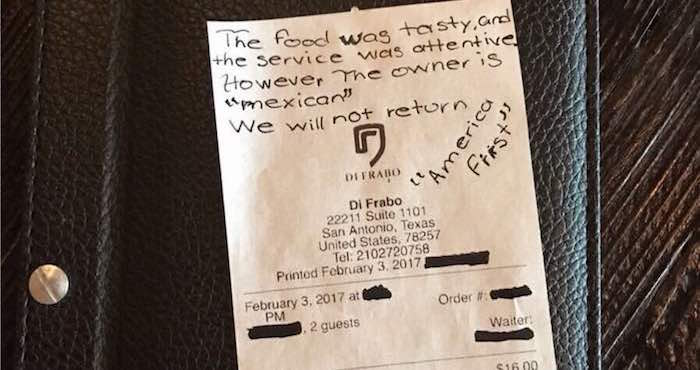 The food was tasty, and
the service was attentive
However The owner is
"mexican"
We will not return
"America
First"
DI FRABO
Di Frabo
22211 Suite 1101
San Antonio, Texas
United States, 78257
Tel: 2102720758
Printed February 3, 2017
February 3, 2017 at
PM
Order #:
, 2 guests
Waiter:
$16.00